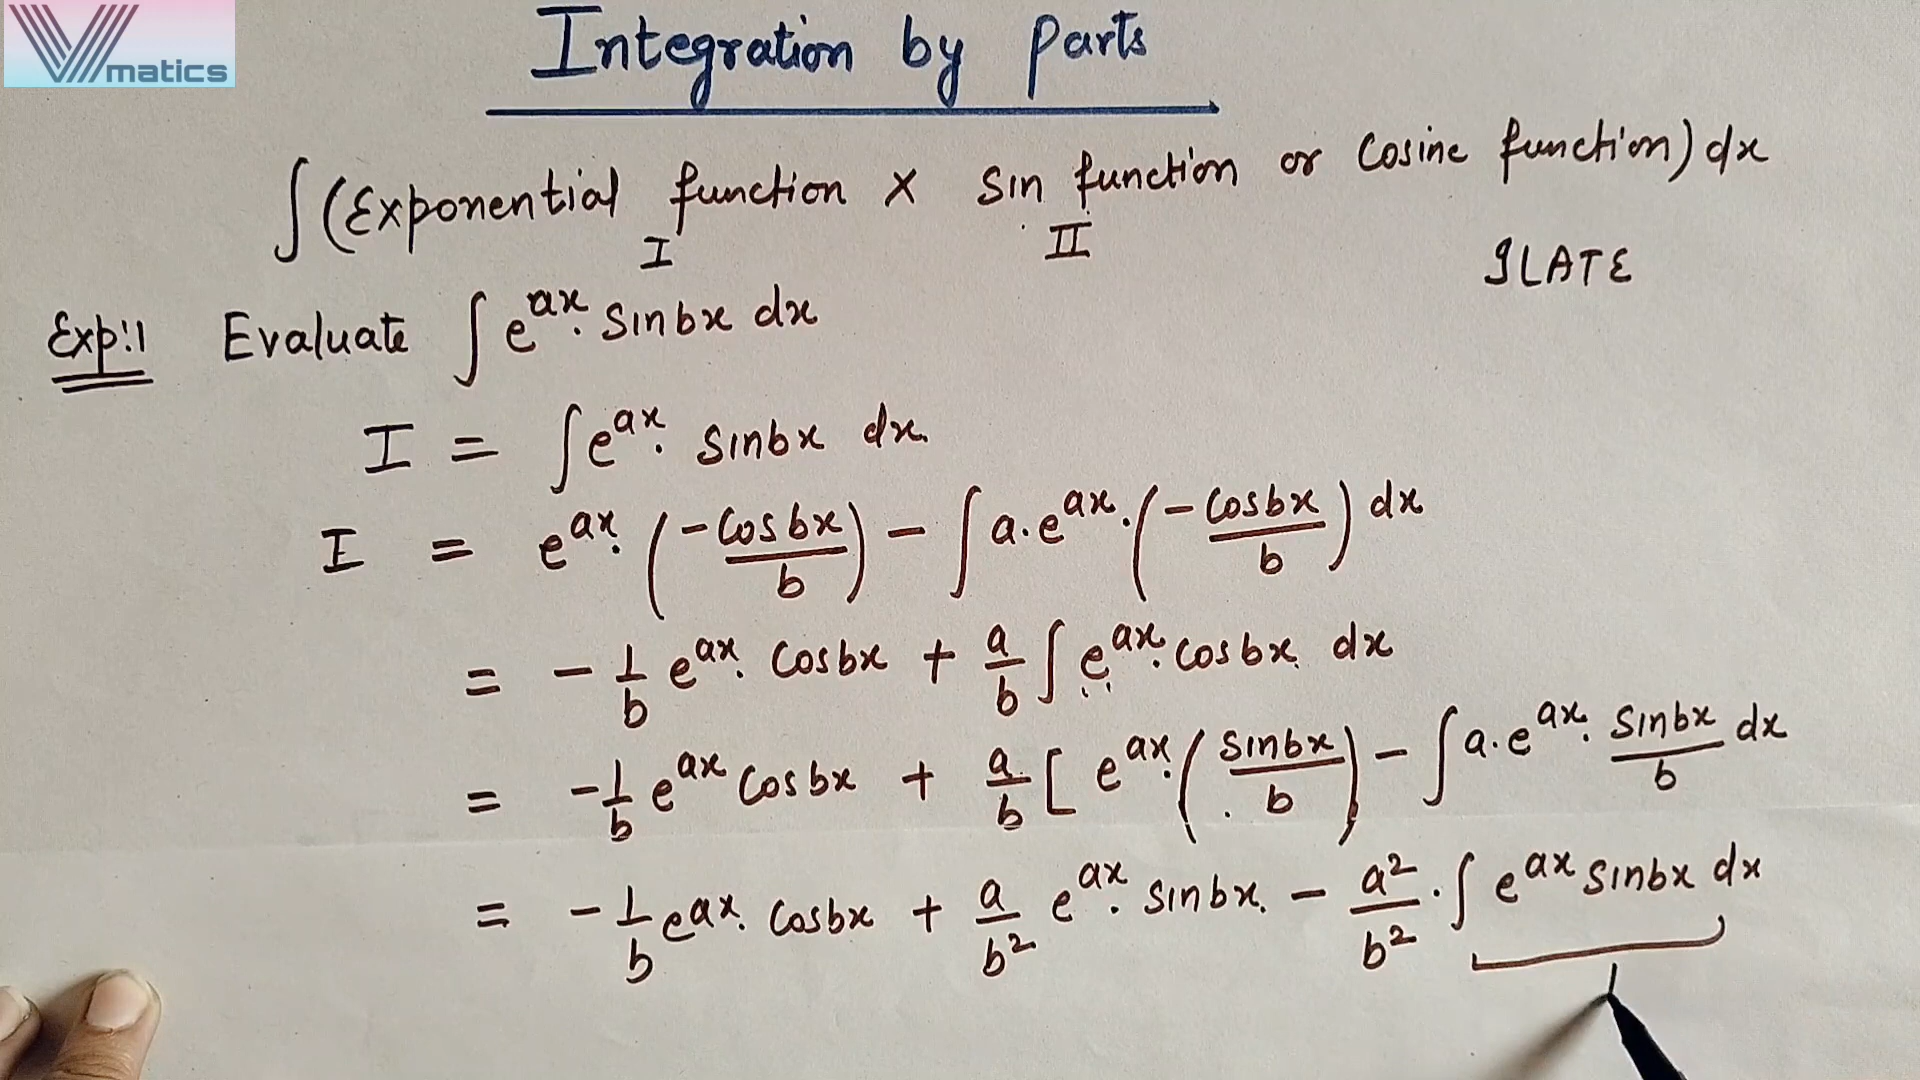 Vmatics
Integration by Parts
∫(Exponential function × Sin function or Cosine function) dx
I II
ILATE
Exp:1 Evaluate ∫e^{ax}. sinbx dx
I = ∫e^{ax}. sinbx dx.
I = e^{ax}. (-cosbx/b) - ∫a.e^{ax}.(-cosbx/b) dx
= -1/b e^{ax}. cosbx + a/b ∫e^{ax}. cosbx dx
= -1/b e^{ax} cosbx + a/b [e^{ax}.(sinbx/b) - ∫a.e^{ax}. sinbx/b dx
= -1/b e^{ax}. cosbx + a/b² e^{ax}. sinbx. - a²/b² . ∫e^{ax} sinbx dx